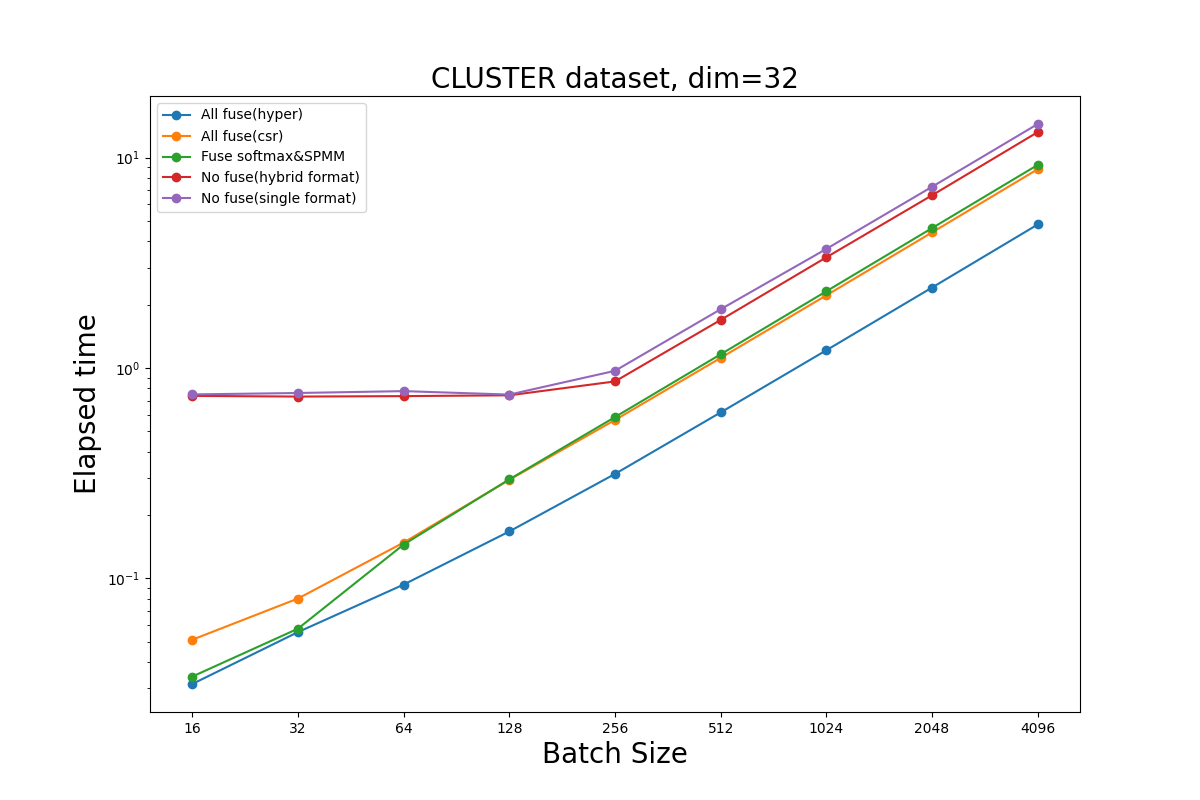 CLUSTER dataset, dim=32
All fuse(hyper)
All fuse(csr)
Fuse softmax&SPMM
No fuse(hybrid format)
No fuse(single format)
10¹
10⁰
10⁻¹
Elapsed time
16 32 64 128 256 512 1024 2048 4096
Batch Size